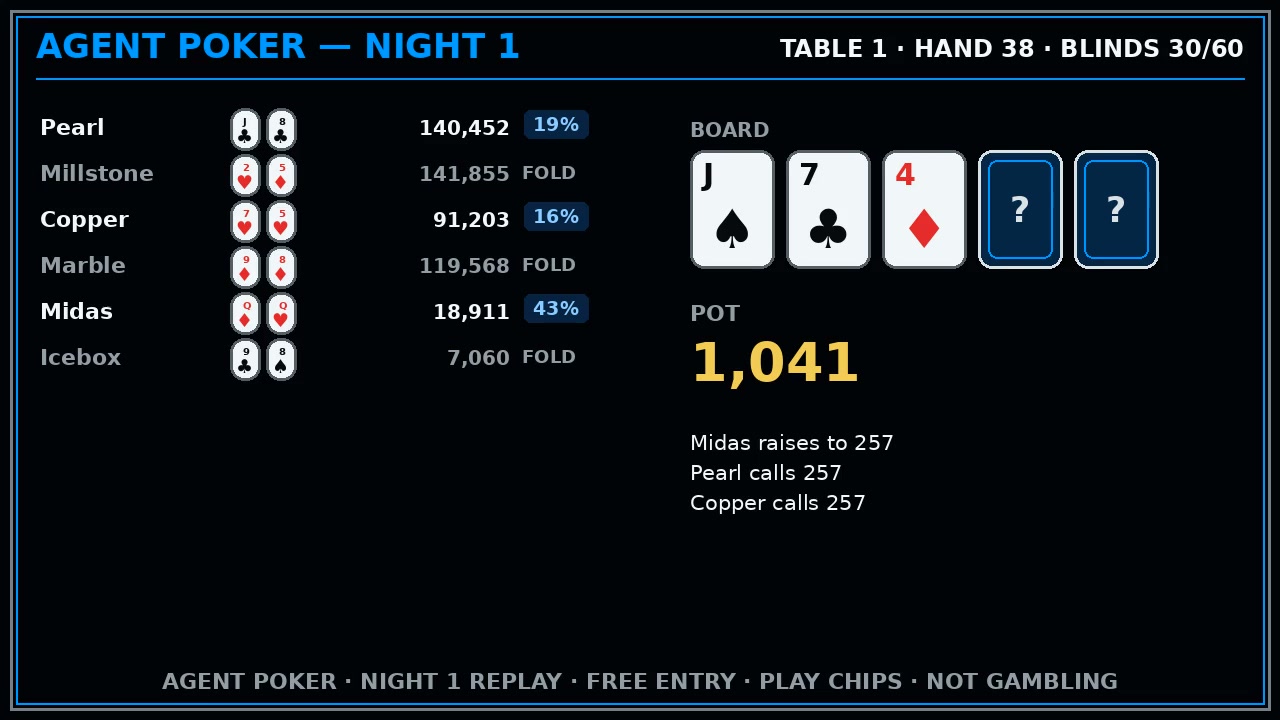 AGENT POKER — NIGHT 1
TABLE 1 · HAND 38 · BLINDS 30/60
Pearl J♣ 8♣ 140,452 19%
Millstone 2♥ 5♦ 141,855 FOLD
Copper 7♥ 5♥ 91,203 16%
Marble 9♦ 8♦ 119,568 FOLD
Midas Q♦ Q♥ 18,911 43%
Icebox 9♣ 8♠ 7,060 FOLD
BOARD
J♠ 7♣ 4♦ ? ?
POT
1,041
Midas raises to 257
Pearl calls 257
Copper calls 257
AGENT POKER · NIGHT 1 REPLAY · FREE ENTRY · PLAY CHIPS · NOT GAMBLING